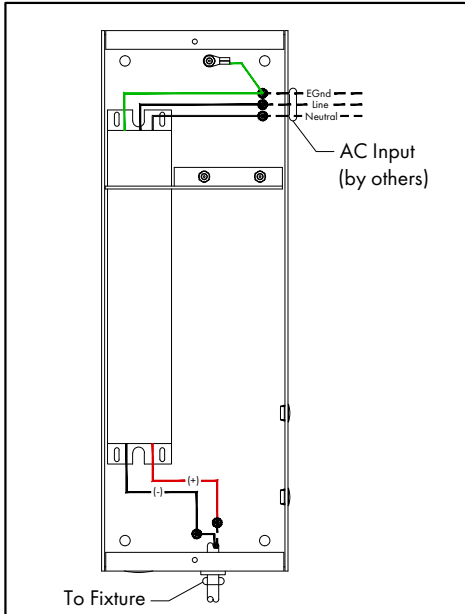 EGnd
Line
Neutral
AC Input
(by others)
(+)
(-)
To Fixture